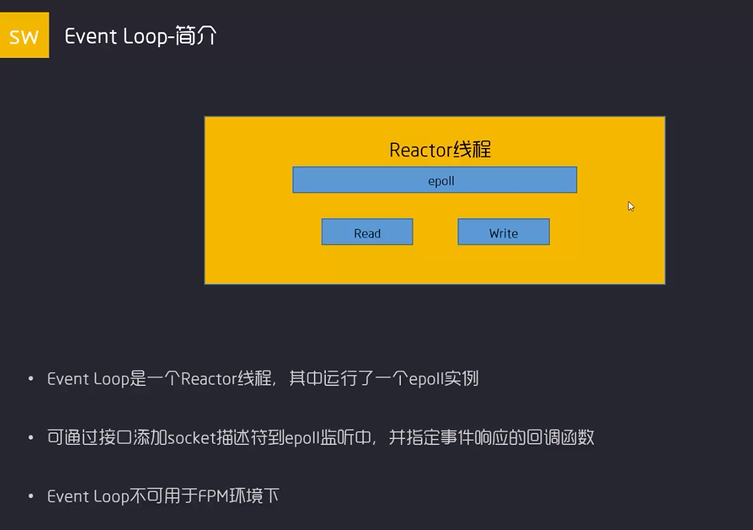 SW
Event Loop-简介
Reactor线程
epoll
Read
Write
• Event Loop是一个Reactor线程，其中运行了一个epoll实例
• 可通过接口添加socket描述符到epoll监听中，并指定事件响应的回调函数
• Event Loop不可用于FPM环境下